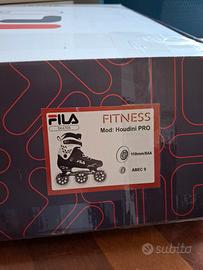 FILA
SKATES
FITNESS
Mod: Houdini PRO
110mm/84A
ABEC 9
subito